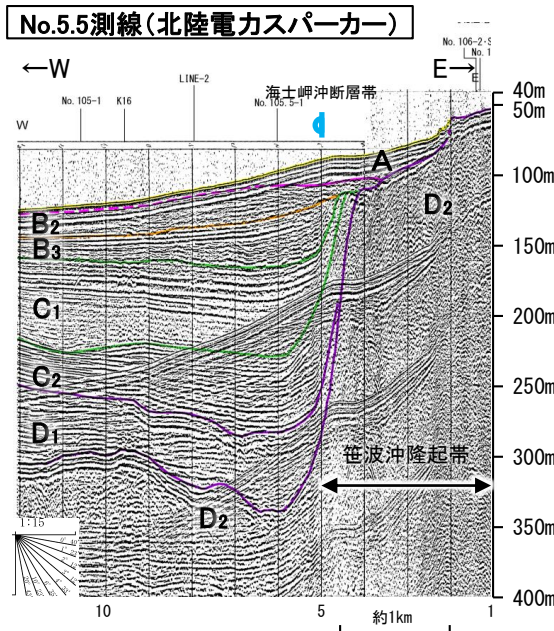 No.5.5測線(北陸電力スパーカー)
←W
E→
No. 106-2・S
No. 1
E
LINE-2
海士岬沖断層帯
No. 105-1
K16
No. 105.5-1
W
40m
50m
A
100m
D2
B2
B3
150m
C1
200m
C2
250m
D1
300m
笹波沖隆起帯
D2
350m
1:15
400m
10
5
約1km
1